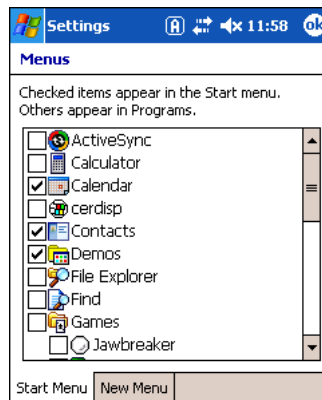 Settings 11:58 ok
Menus
Checked items appear in the Start menu.
Others appear in Programs.
ActiveSync
Calculator
Calendar
cerdisp
Contacts
Demos
File Explorer
Find
Games
Jawbreaker
Start Menu New Menu